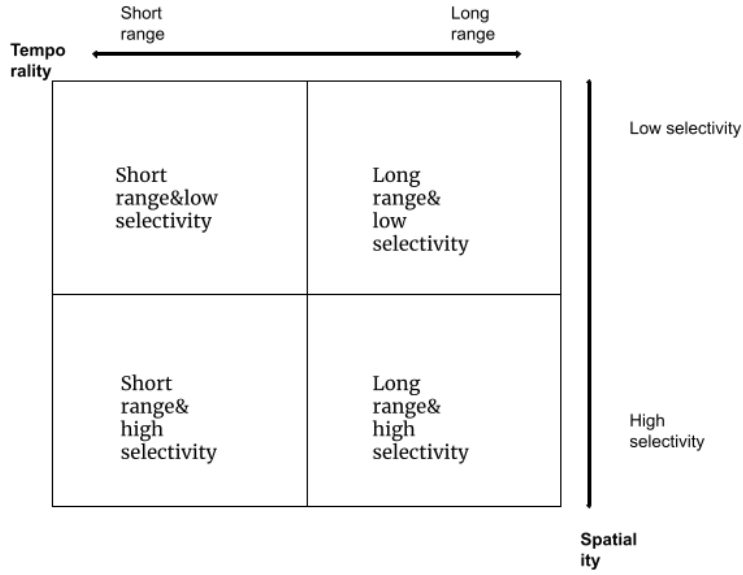 Short
range
Long
range
Tempo
rality
Low selectivity
Short
range&low
selectivity
Long
range&
low
selectivity
Short
range&
high
selectivity
Long
range&
high
selectivity
High
selectivity
Spatial
ity